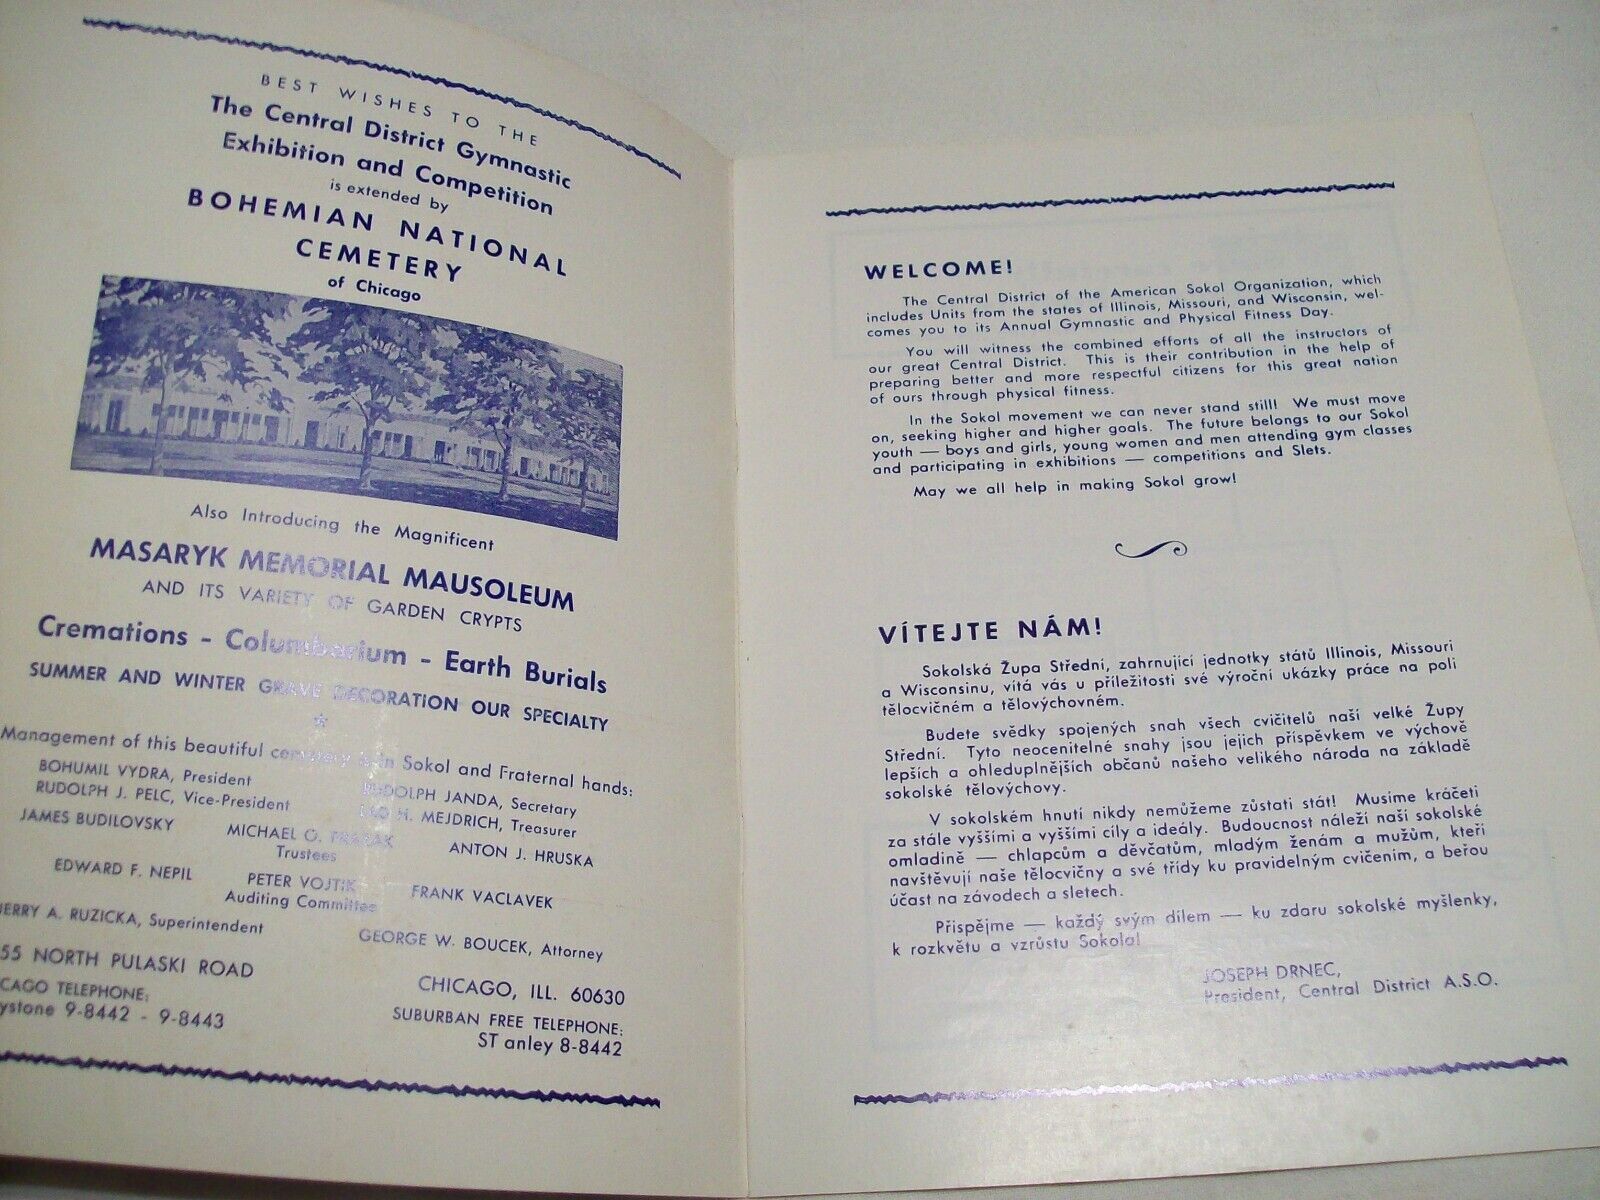 BEST WISHES TO THE
The Central District Gymnastic
Exhibition and Competition
is extended by
BOHEMIAN NATIONAL
CEMETERY
of Chicago
Also Introducing the Magnificent
MASARYK MEMORIAL MAUSOLEUM
AND ITS VARIETY OF GARDEN CRYPTS
Cremations - Columbarium - Earth Burials
SUMMER AND WINTER GRAVE DECORATION OUR SPECIALTY
Management of this beautiful cemetery is in Sokol and Fraternal hands:
BOHUMIL VYDRA, President
RUDOLPH JANDA, Secretary
RUDOLPH J. PELC, Vice-President
H. MEJDRICH, Treasurer
JAMES BUDILOVSKY
MICHAEL O. PRAZAK
ANTON J. HRUSKA
Trustees
EDWARD F. NEPIL
PETER VOJTIK
FRANK VACLAVEK
Auditing Committee
JERRY A. RUZICKA, Superintendent
GEORGE W. BOUCEK, Attorney
55 NORTH PULASKI ROAD
CHICAGO, ILL. 60630
CAGO TELEPHONE:
SUBURBAN FREE TELEPHONE:
ystone 9-8442 - 9-8443
ST anley 8-8442
WELCOME!
The Central District of the American Sokol Organization, which
includes Units from the states of Illinois, Missouri, and Wisconsin, wel-
comes you to its Annual Gymnastic and Physical Fitness Day.
You will witness the combined efforts of all the instructors of
our great Central District. This is their contribution in the help of
preparing better and more respectful citizens for this great nation
of ours through physical fitness.
In the Sokol movement we can never stand still! We must move
on, seeking higher and higher goals. The future belongs to our Sokol
youth — boys and girls, young women and men attending gym classes
and participating in exhibitions — competitions and Slets.
May we all help in making Sokol grow!
VÍTEJTE NÁM!
Sokolská Župa Střední, zahrnující jednotky států Illinois, Missouri
a Wisconsinu, vítá vás u příležitosti své výroční ukázky práce na poli
tělocvičném a tělovýchovném.
Budete svědky spojených snah všech cvičitelů naší velké Župy
Střední. Tyto neocenitelné snahy jsou jejich příspěvkem ve výchově
lepších a ohleduplnějších občanů našeho velikého národa na základě
sokolské tělovýchovy.
V sokolském hnutí nikdy nemůžeme zůstati stát! Musíme kráčeti
za stále vyššími a vyššími cíly a ideály. Budoucnost náleží naší sokolské
omladině — chlapcům a děvčatům, mladým ženám a mužům, kteří
navštěvují naše tělocvičny a své třídy ku pravidelným cvičením, a beřou
účast na závodech a sletech.
Přispějme — každý svým dílem — ku zdaru sokolské myšlenky,
k rozkvětu a vzrůstu Sokola!
JOSEPH DRNEC,
President, Central District A.S.O.